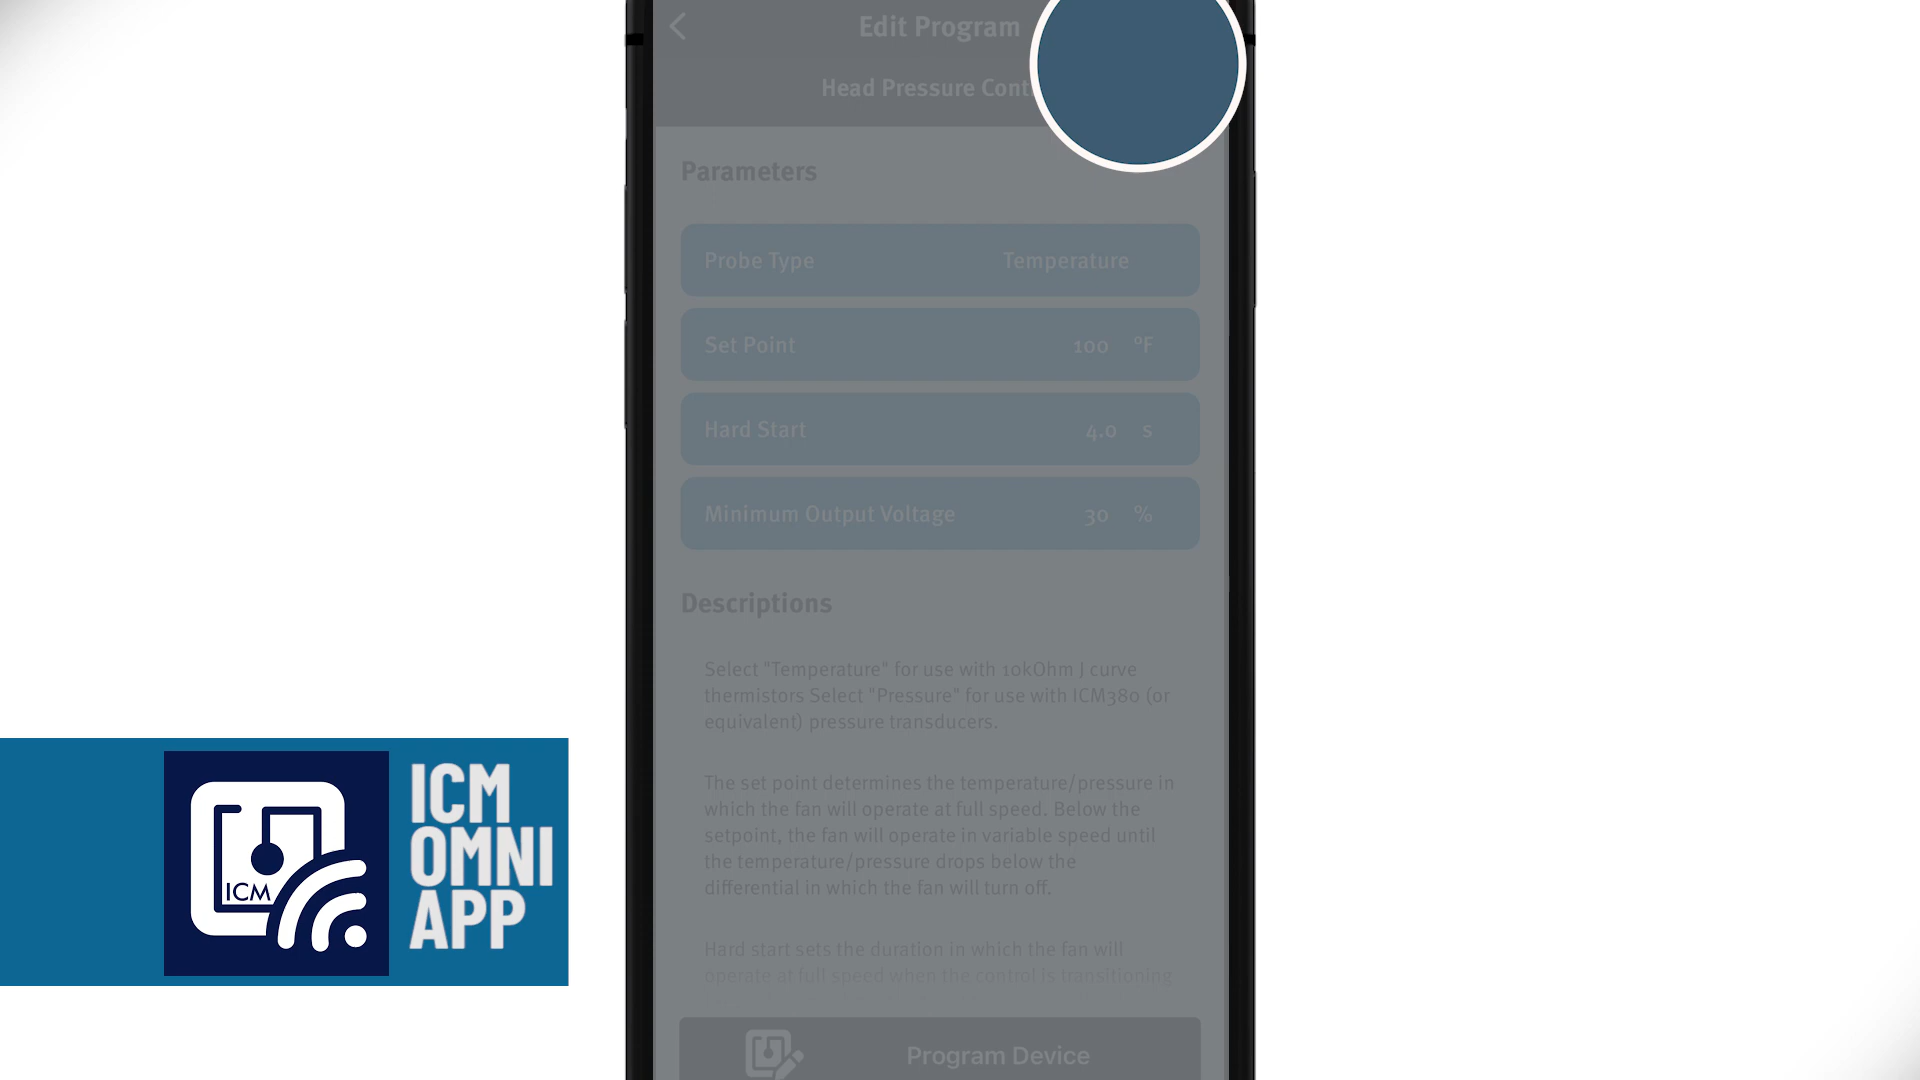 Edit Program
Head Pressure Cont
Parameters
Probe Type Temperature
Set Point 100 °F
Hard Start 4.0 s
Minimum Output Voltage 30 %
Descriptions
Select "Temperature" for use with 10kOhm J curve
thermistors Select "Pressure" for use with ICM380 (or
equivalent) pressure transducers.
The set point determines the temperature/pressure in
which the fan will operate at full speed. Below the
setpoint, the fan will operate in variable speed until
the temperature/pressure drops below the
differential in which the fan will turn off.
Hard start sets the duration in which the fan will
operate at full speed when the control is transitioning
Program Device
ICM
ICM
OMNI
APP